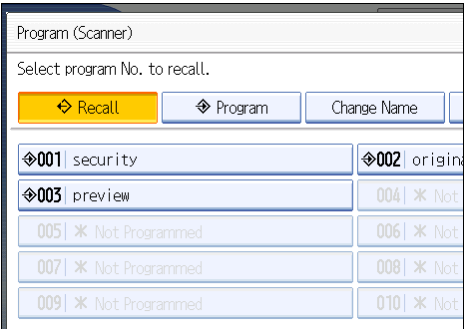 Program (Scanner)
Select program No. to recall.
Recall Program Change Name
001 security 002 origina
003 preview 004 Not
005 Not Programmed 006 Not
007 Not Programmed 008 Not
009 Not Programmed 010 Not